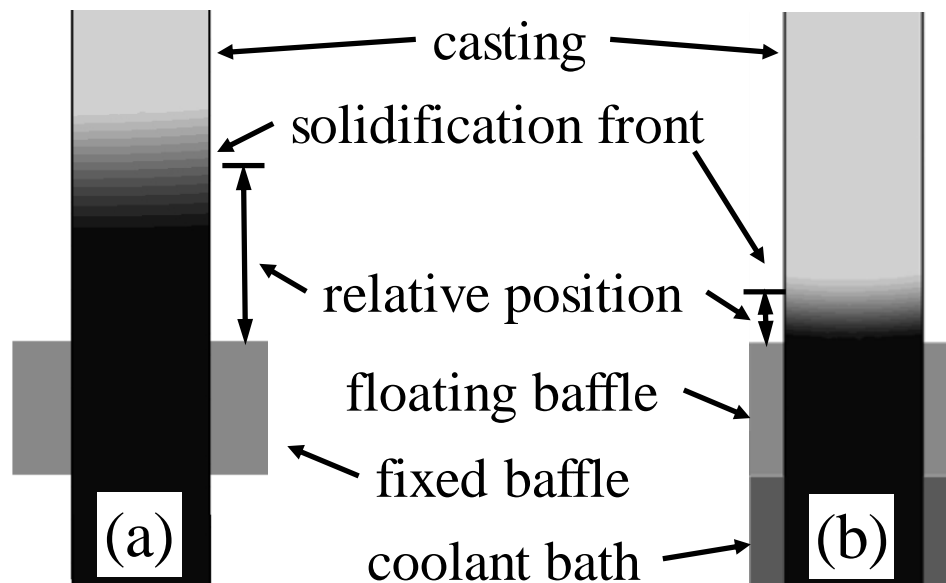 casting
solidification front
relative position
floating baffle
fixed baffle
(a)
(b)
coolant bath